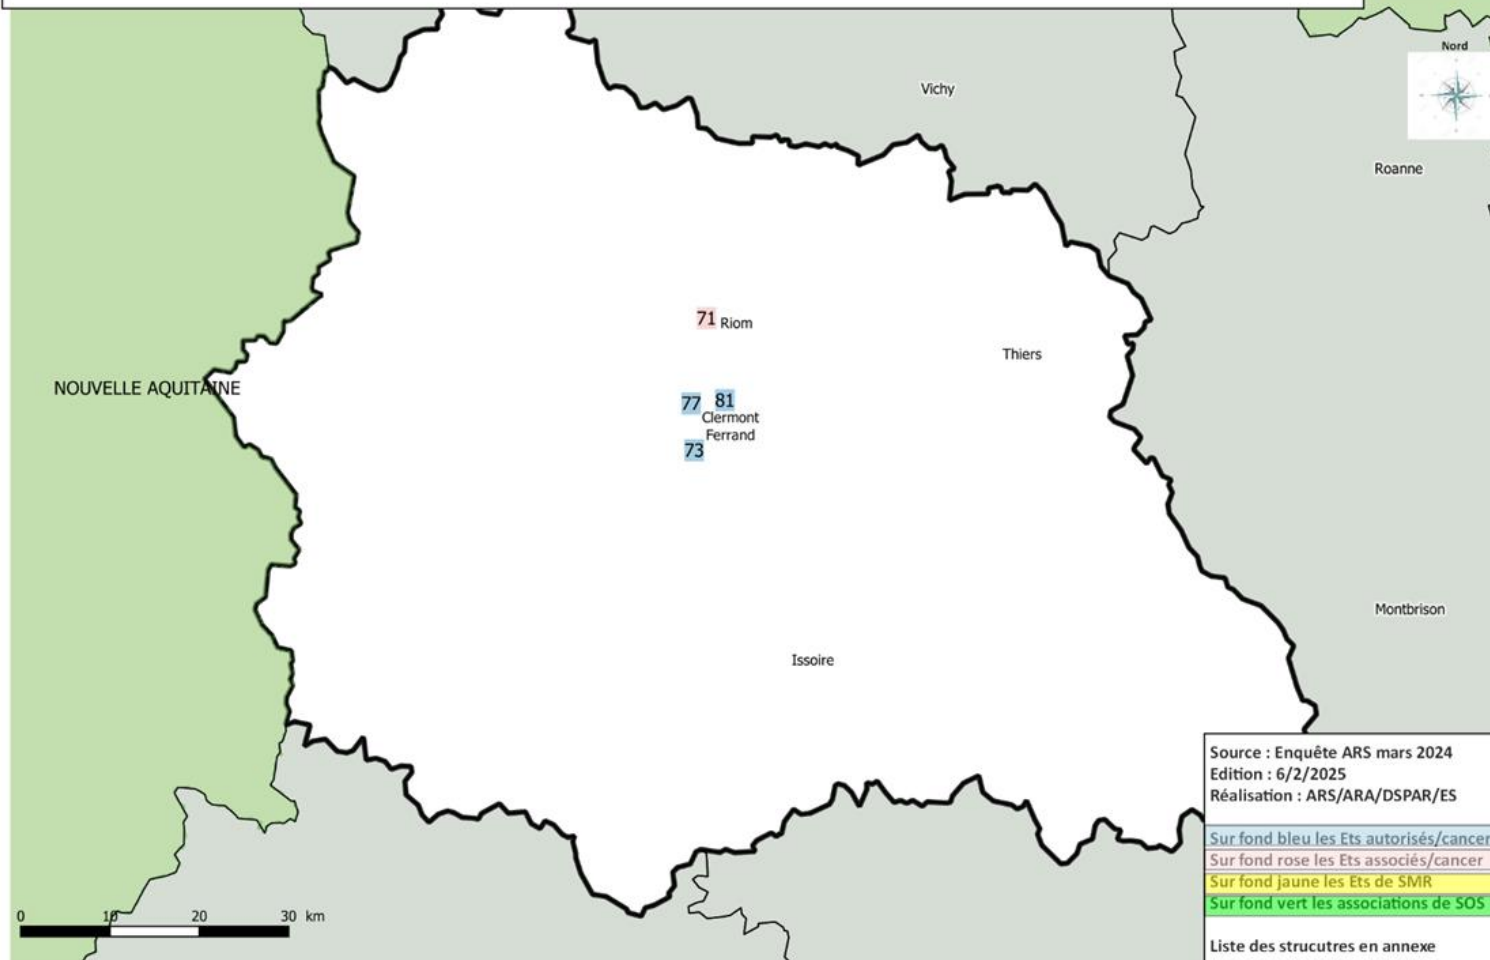 Nord
Vichy
Roanne
71 Riom
Thiers
NOUVELLE AQUITAINE
77 81
Clermont
Ferrand
73
Montbrison
Issoire
Source : Enquête ARS mars 2024
Edition : 6/2/2025
Réalisation : ARS/ARA/DSPAR/ES
Sur fond bleu les Ets autorisés/cancer
Sur fond rose les Ets associés/cancer
Sur fond jaune les Ets de SMR
Sur fond vert les associations de SOS
Liste des strucutres en annexe
0 10 20 30 km